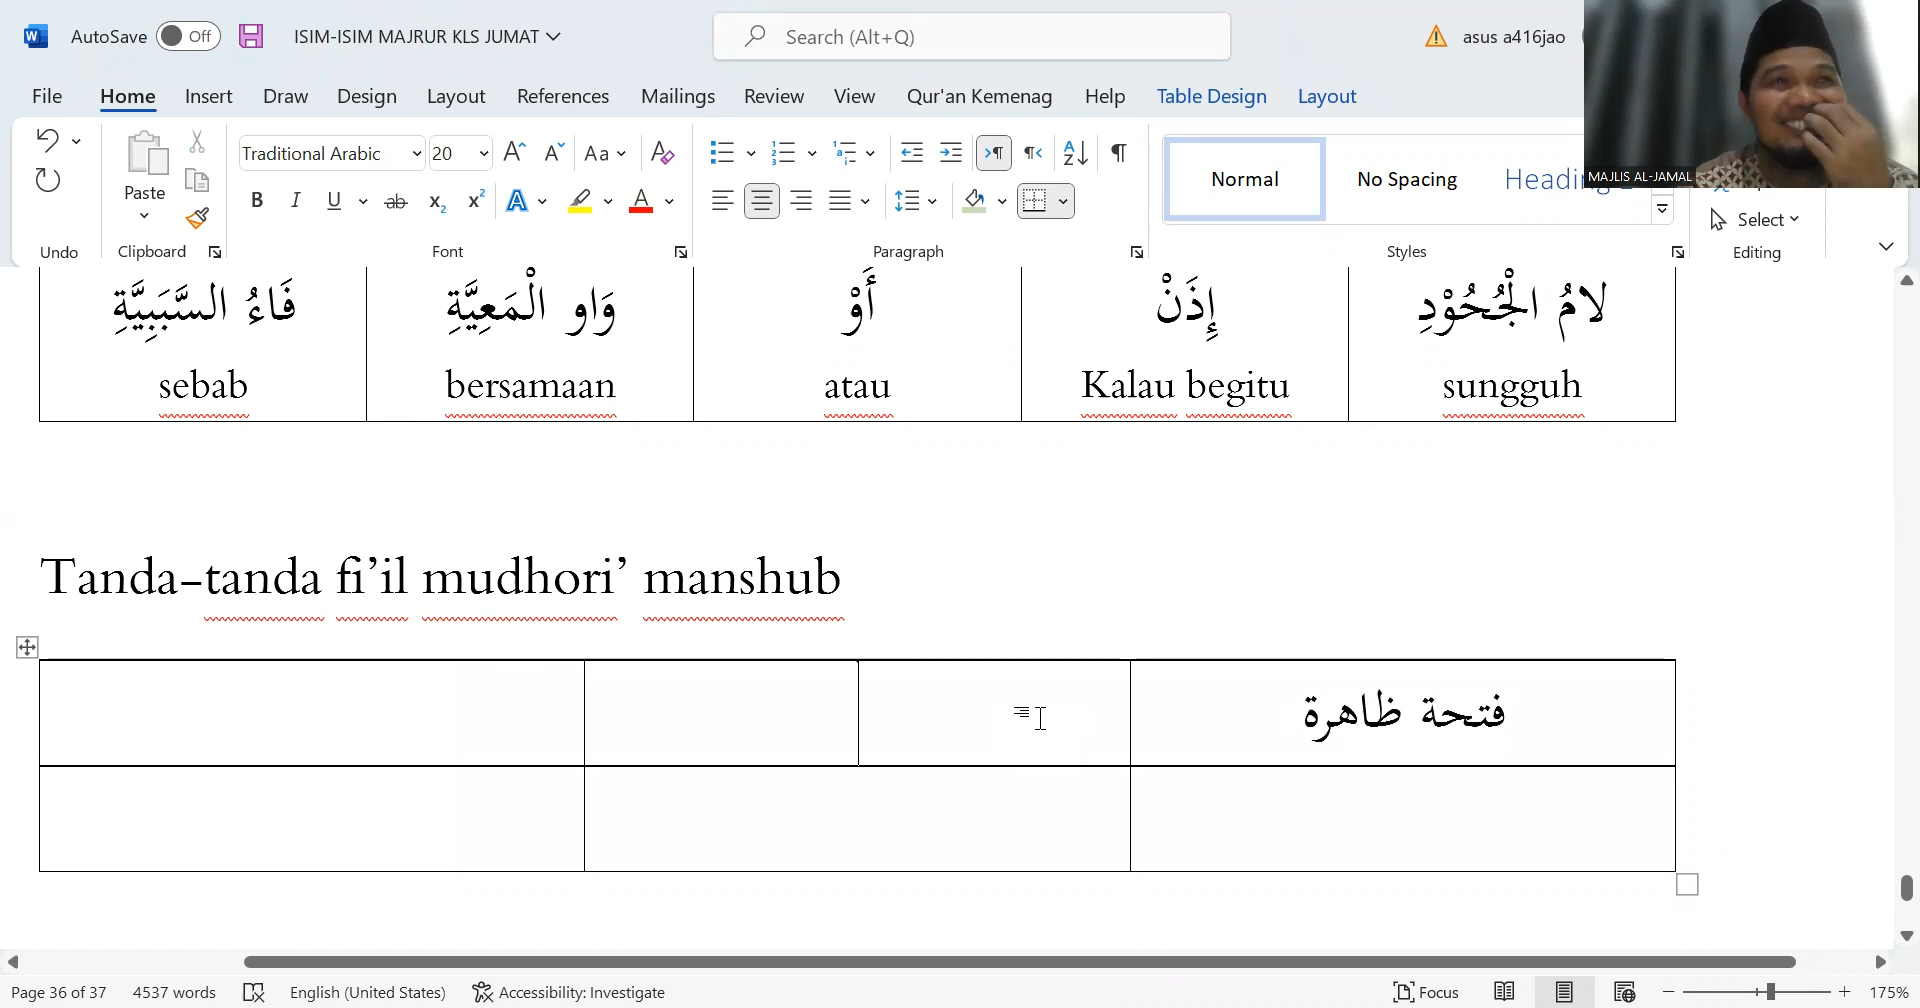 AutoSave Off ISIM-ISIM MAJRUR KLS JUMAT Search (Alt+Q) asus a416jao
File Home Insert Draw Design Layout References Mailings Review View Qur'an Kemenag Help Table Design Layout
MAJLIS AL-JAMAL
Traditional Arabic 20 Aa
Paste
Normal No Spacing Heading
Select
Undo Clipboard Font Paragraph Styles Editing
فَاءُ السَّبَبِيَّةِ وَاو الْمَعِيَّةِ أَوْ إِذَنْ لامُ الْجُحُوْدِ
sebab bersamaan atau Kalau begitu sungguh
Tanda-tanda fi’il mudhori’ manshub
فتحة ظاهرة
Page 36 of 37 4537 words English (United States) Accessibility: Investigate Focus 175%